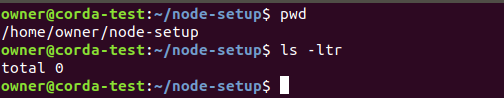 owner@corda-test:~/node-setup$ pwd
/home/owner/node-setup
owner@corda-test:~/node-setup$ ls -ltr
total 0
owner@corda-test:~/node-setup$